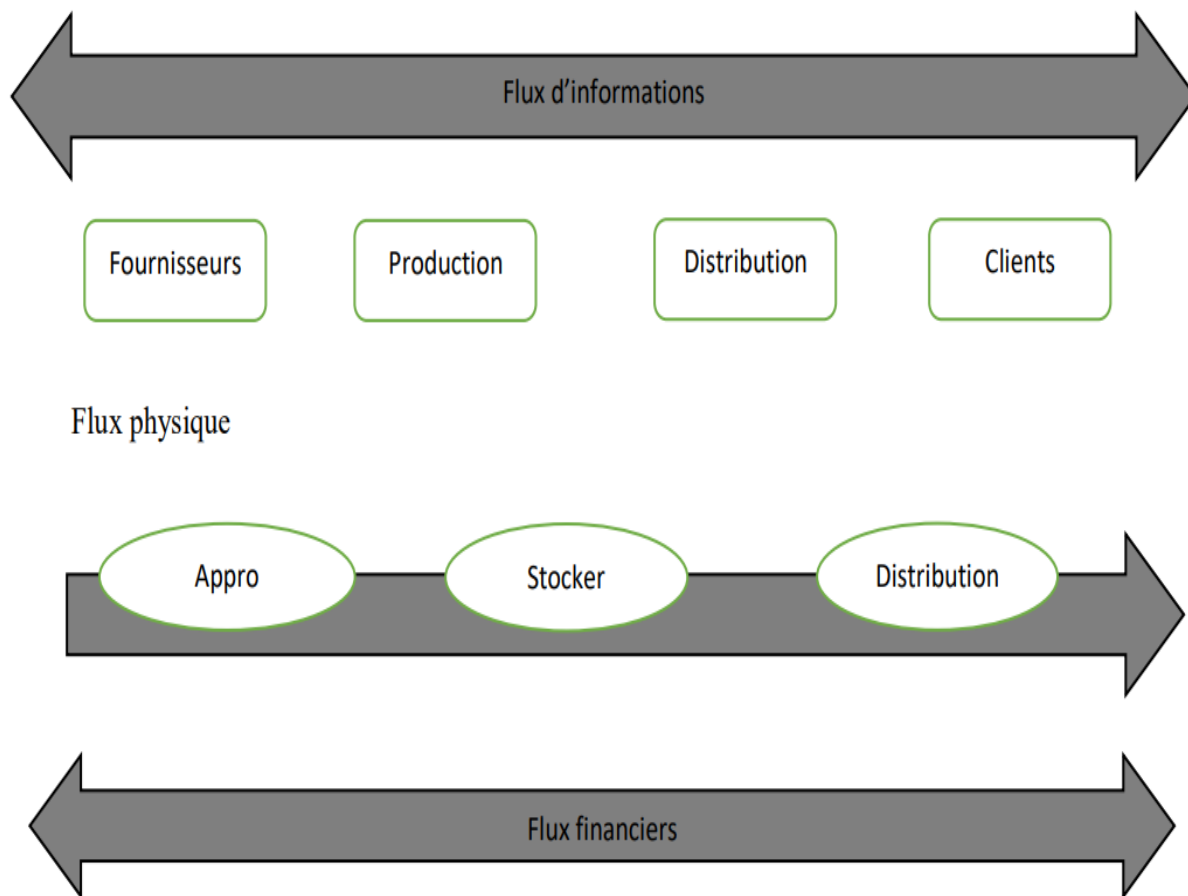 Flux d’informations
Fournisseurs
Production
Distribution
Clients
Flux physique
Appro
Stocker
Distribution
Flux financiers